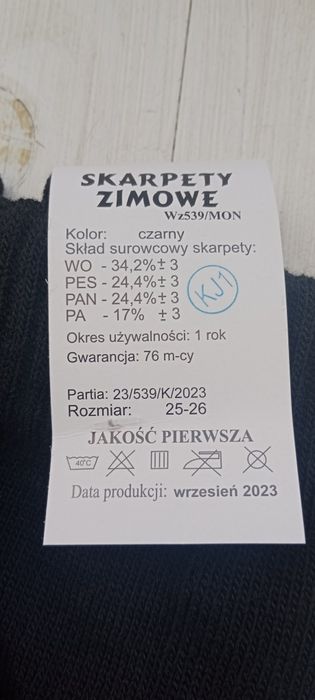 SKARPETY
ZIMOWE
Wz539/MON
Kolor: czarny
Skład surowcowy skarpety:
WO - 34,2%± 3
PES - 24,4%± 3
PAN - 24,4%± 3
PA - 17% ± 3
KJ1
Okres używalności: 1 rok
Gwarancja: 76 m-cy
Partia: 23/539/K/2023
Rozmiar: 25-26
JAKOŚĆ PIERWSZA
40°C
Data produkcji: wrzesień 2023